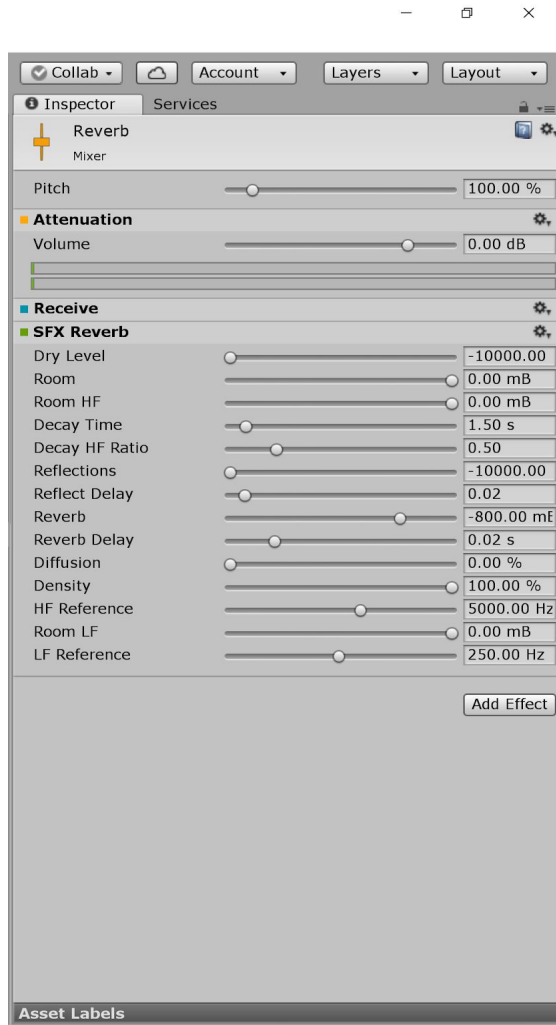 Collab Account Layers Layout
Inspector Services
Reverb
Mixer
Pitch 100.00 %
Attenuation
Volume 0.00 dB
Receive
SFX Reverb
Dry Level -10000.00
Room 0.00 mB
Room HF 0.00 mB
Decay Time 1.50 s
Decay HF Ratio 0.50
Reflections -10000.00
Reflect Delay 0.02
Reverb -800.00 mB
Reverb Delay 0.02 s
Diffusion 0.00 %
Density 100.00 %
HF Reference 5000.00 Hz
Room LF 0.00 mB
LF Reference 250.00 Hz
Add Effect
Asset Labels